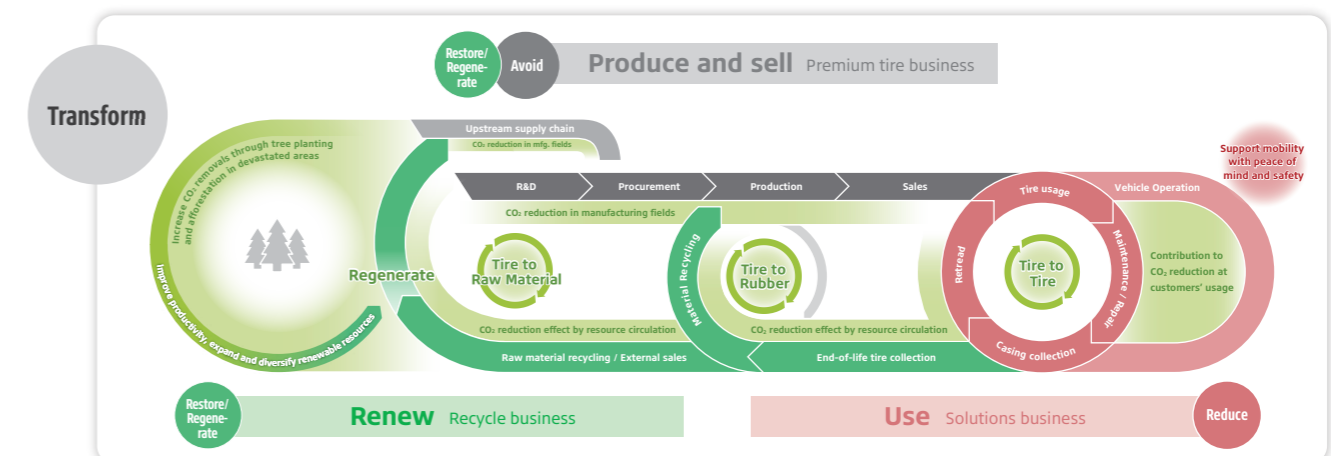 Transform
Restore/
Regene-
rate
Avoid
Produce and sell Premium tire business
Upstream supply chain
CO₂ reduction in mfg. fields
Increase CO₂ removals through tree planting
and afforestation in devastated areas
Improve productivity, expand and diversify renewable resources
Regenerate
R&D
Procurement
Production
Sales
CO₂ reduction in manufacturing fields
Tire to
Raw Material
Material Recycling
Tire to
Rubber
CO₂ reduction effect by resource circulation
CO₂ reduction effect by resource circulation
Raw material recycling / External sales
End-of-life tire collection
Tire usage
Maintenance / Repair
Casing collection
Retread
Tire to
Tire
Vehicle Operation
Support mobility
with peace of
mind and safety
Contribution to
CO₂ reduction at
customers' usage
Restore/
Regene-
rate
Renew Recycle business
Use Solutions business
Reduce